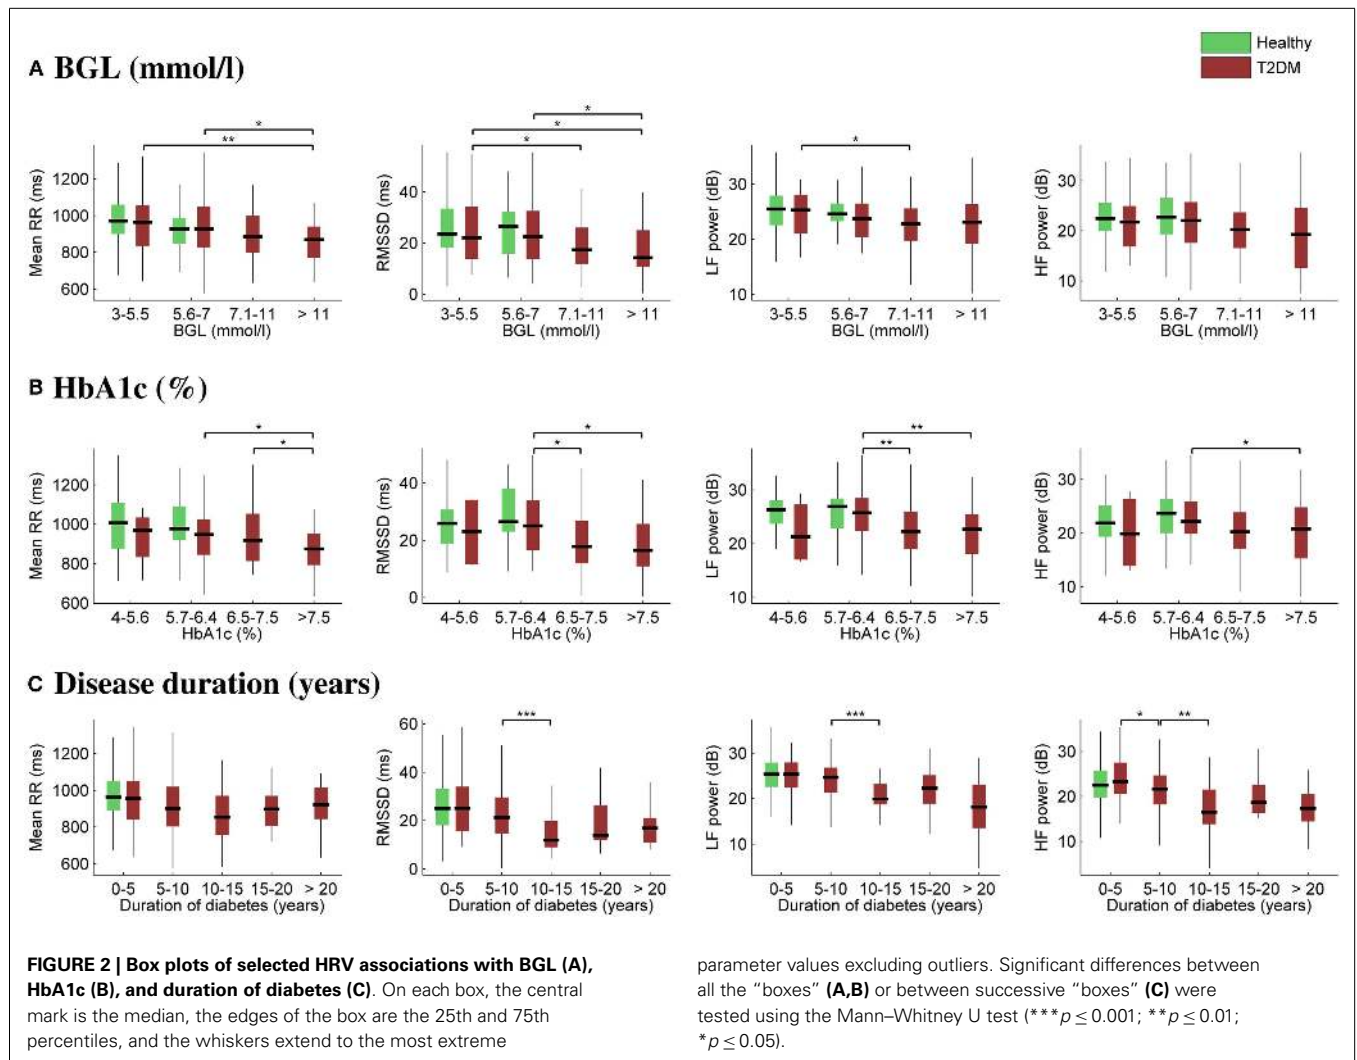 Healthy
T2DM
A BGL (mmol/l)
** *
Mean RR (ms)
1200
1000
800
600
3-5.5 5.6-7 7.1-11 > 11
BGL (mmol/l)
* * *
RMSSD (ms)
40
20
0
3-5.5 5.6-7 7.1-11 > 11
BGL (mmol/l)
*
LF power (dB)
30
20
10
3-5.5 5.6-7 7.1-11 > 11
BGL (mmol/l)
HF power (dB)
30
20
10
3-5.5 5.6-7 7.1-11 > 11
BGL (mmol/l)
B HbA1c (%)
* *
Mean RR (ms)
1200
1000
800
600
4-5.6 5.7-6.4 6.5-7.5 >7.5
HbA1c (%)
* *
RMSSD (ms)
40
20
0
4-5.6 5.7-6.4 6.5-7.5 >7.5
HbA1c (%)
** **
LF power (dB)
30
20
10
4-5.6 5.7-6.4 6.5-7.5 >7.5
HbA1c (%)
*
HF power (dB)
30
20
10
4-5.6 5.7-6.4 6.5-7.5 >7.5
HbA1c (%)
C Disease duration (years)
Mean RR (ms)
1200
1000
800
600
0-5 5-10 10-15 15-20 > 20
Duration of diabetes (years)
***
RMSSD (ms)
60
40
20
0
0-5 5-10 10-15 15-20 > 20
Duration of diabetes (years)
***
LF power (dB)
30
20
10
0-5 5-10 10-15 15-20 > 20
Duration of diabetes (years)
* **
HF power (dB)
30
20
10
0-5 5-10 10-15 15-20 > 20
Duration of diabetes (years)
FIGURE 2 | Box plots of selected HRV associations with BGL (A),
HbA1c (B), and duration of diabetes (C). On each box, the central
mark is the median, the edges of the box are the 25th and 75th
percentiles, and the whiskers extend to the most extreme
parameter values excluding outliers. Significant differences between
all the “boxes” (A,B) or between successive “boxes” (C) were
tested using the Mann–Whitney U test (***p ≤ 0.001; **p ≤ 0.01;
*p ≤ 0.05).